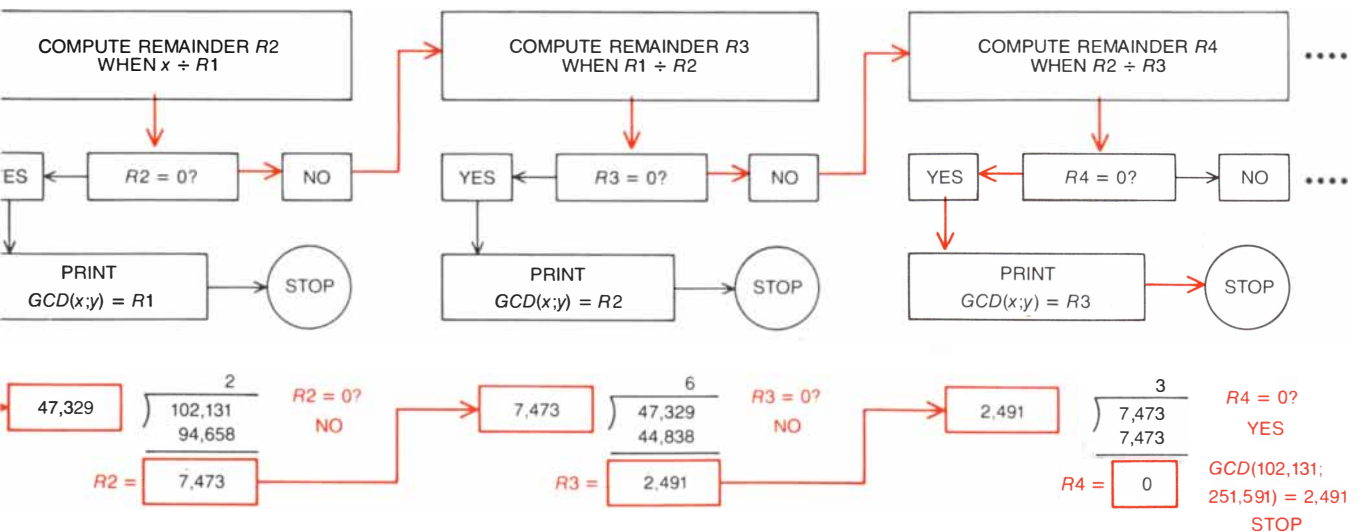 COMPUTE REMAINDER R2
WHEN x ÷ R1
COMPUTE REMAINDER R3
WHEN R1 ÷ R2
COMPUTE REMAINDER R4
WHEN R2 ÷ R3
••••
ES
R2 = 0?
NO
YES
R3 = 0?
NO
YES
R4 = 0?
NO
••••
PRINT
GCD(x;y) = R1
STOP
PRINT
GCD(x;y) = R2
STOP
PRINT
GCD(x;y) = R3
STOP
47,329
2
102,131
94,658
R2 = 7,473
R2 = 0?
NO
7,473
6
47,329
44,838
R3 = 2,491
R3 = 0?
NO
2,491
3
7,473
7,473
R4 = 0
R4 = 0?
YES
GCD(102,131;
251,591) = 2,491
STOP